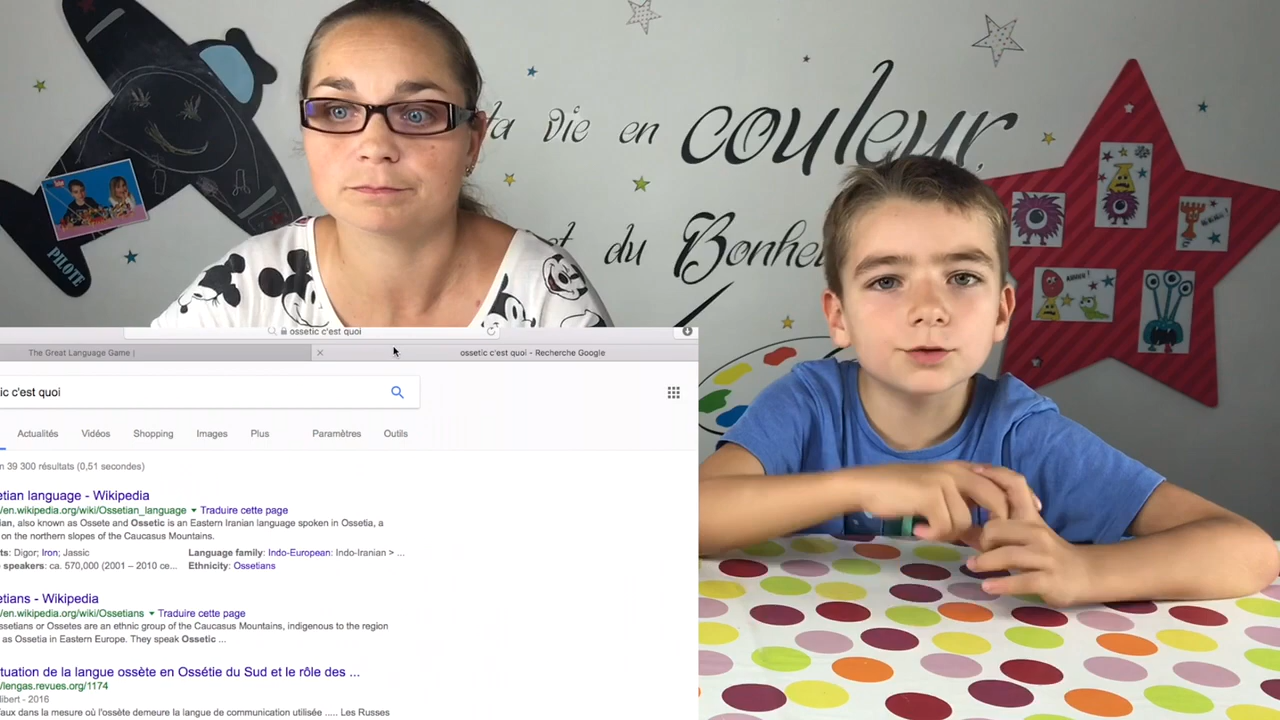 ta vie en couleur
et du Bonheu
PILOTE
ossetic c'est quoi
The Great Language Game |
ossetic c'est quoi - Recherche Google
ic c'est quoi
Actualités Vidéos Shopping Images Plus Paramètres Outils
n 39 300 résultats (0,51 secondes)
etian language - Wikipedia
/en.wikipedia.org/wiki/Ossetian_language Traduire cette page
ian, also known as Ossete and Ossetic is an Eastern Iranian language spoken in Ossetia, a
on the northern slopes of the Caucasus Mountains.
ts: Digor; Iron; Jassic Language family: Indo-European: Indo-Iranian > ...
speakers: ca. 570,000 (2001 – 2010 ce... Ethnicity: Ossetians
etians - Wikipedia
/en.wikipedia.org/wiki/Ossetians Traduire cette page
ssetians or Ossetes are an ethnic group of the Caucasus Mountains, indigenous to the region
as Ossetia in Eastern Europe. They speak Ossetic ...
tuation de la langue ossète en Ossétie du Sud et le rôle des ...
/lengas.revues.org/1174
libert - 2016
faux dans la mesure où l'ossète demeure la langue de communication utilisée ..... Les Russes